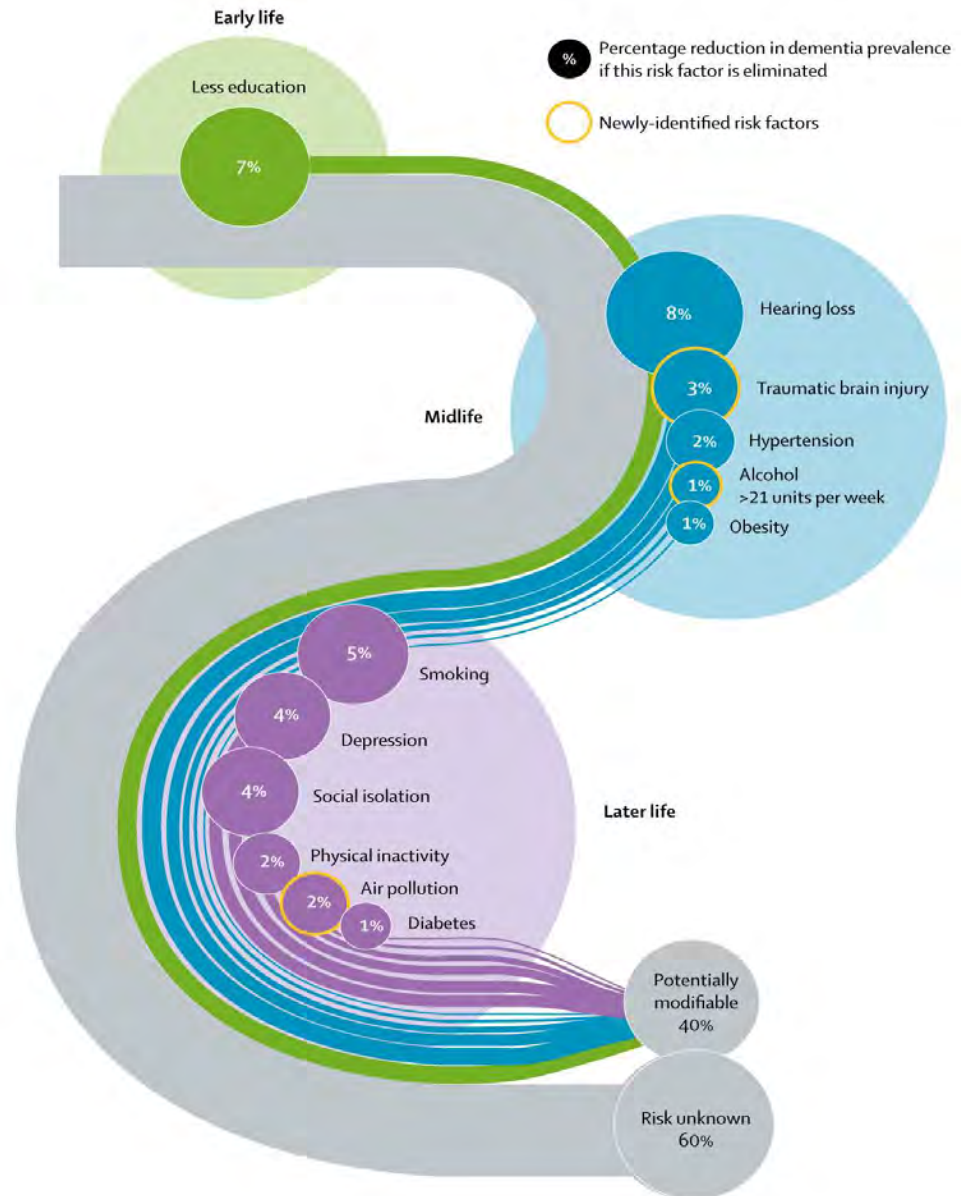 Early life
%
Percentage reduction in dementia prevalence
if this risk factor is eliminated
Newly-identified risk factors
Less education
7%
8%
Hearing loss
3%
Traumatic brain injury
Midlife
2%
Hypertension
1%
Alcohol
>21 units per week
1%
Obesity
5%
Smoking
4%
Depression
4%
Social isolation
Later life
2%
Physical inactivity
2%
Air pollution
1%
Diabetes
Potentially
modifiable
40%
Risk unknown
60%